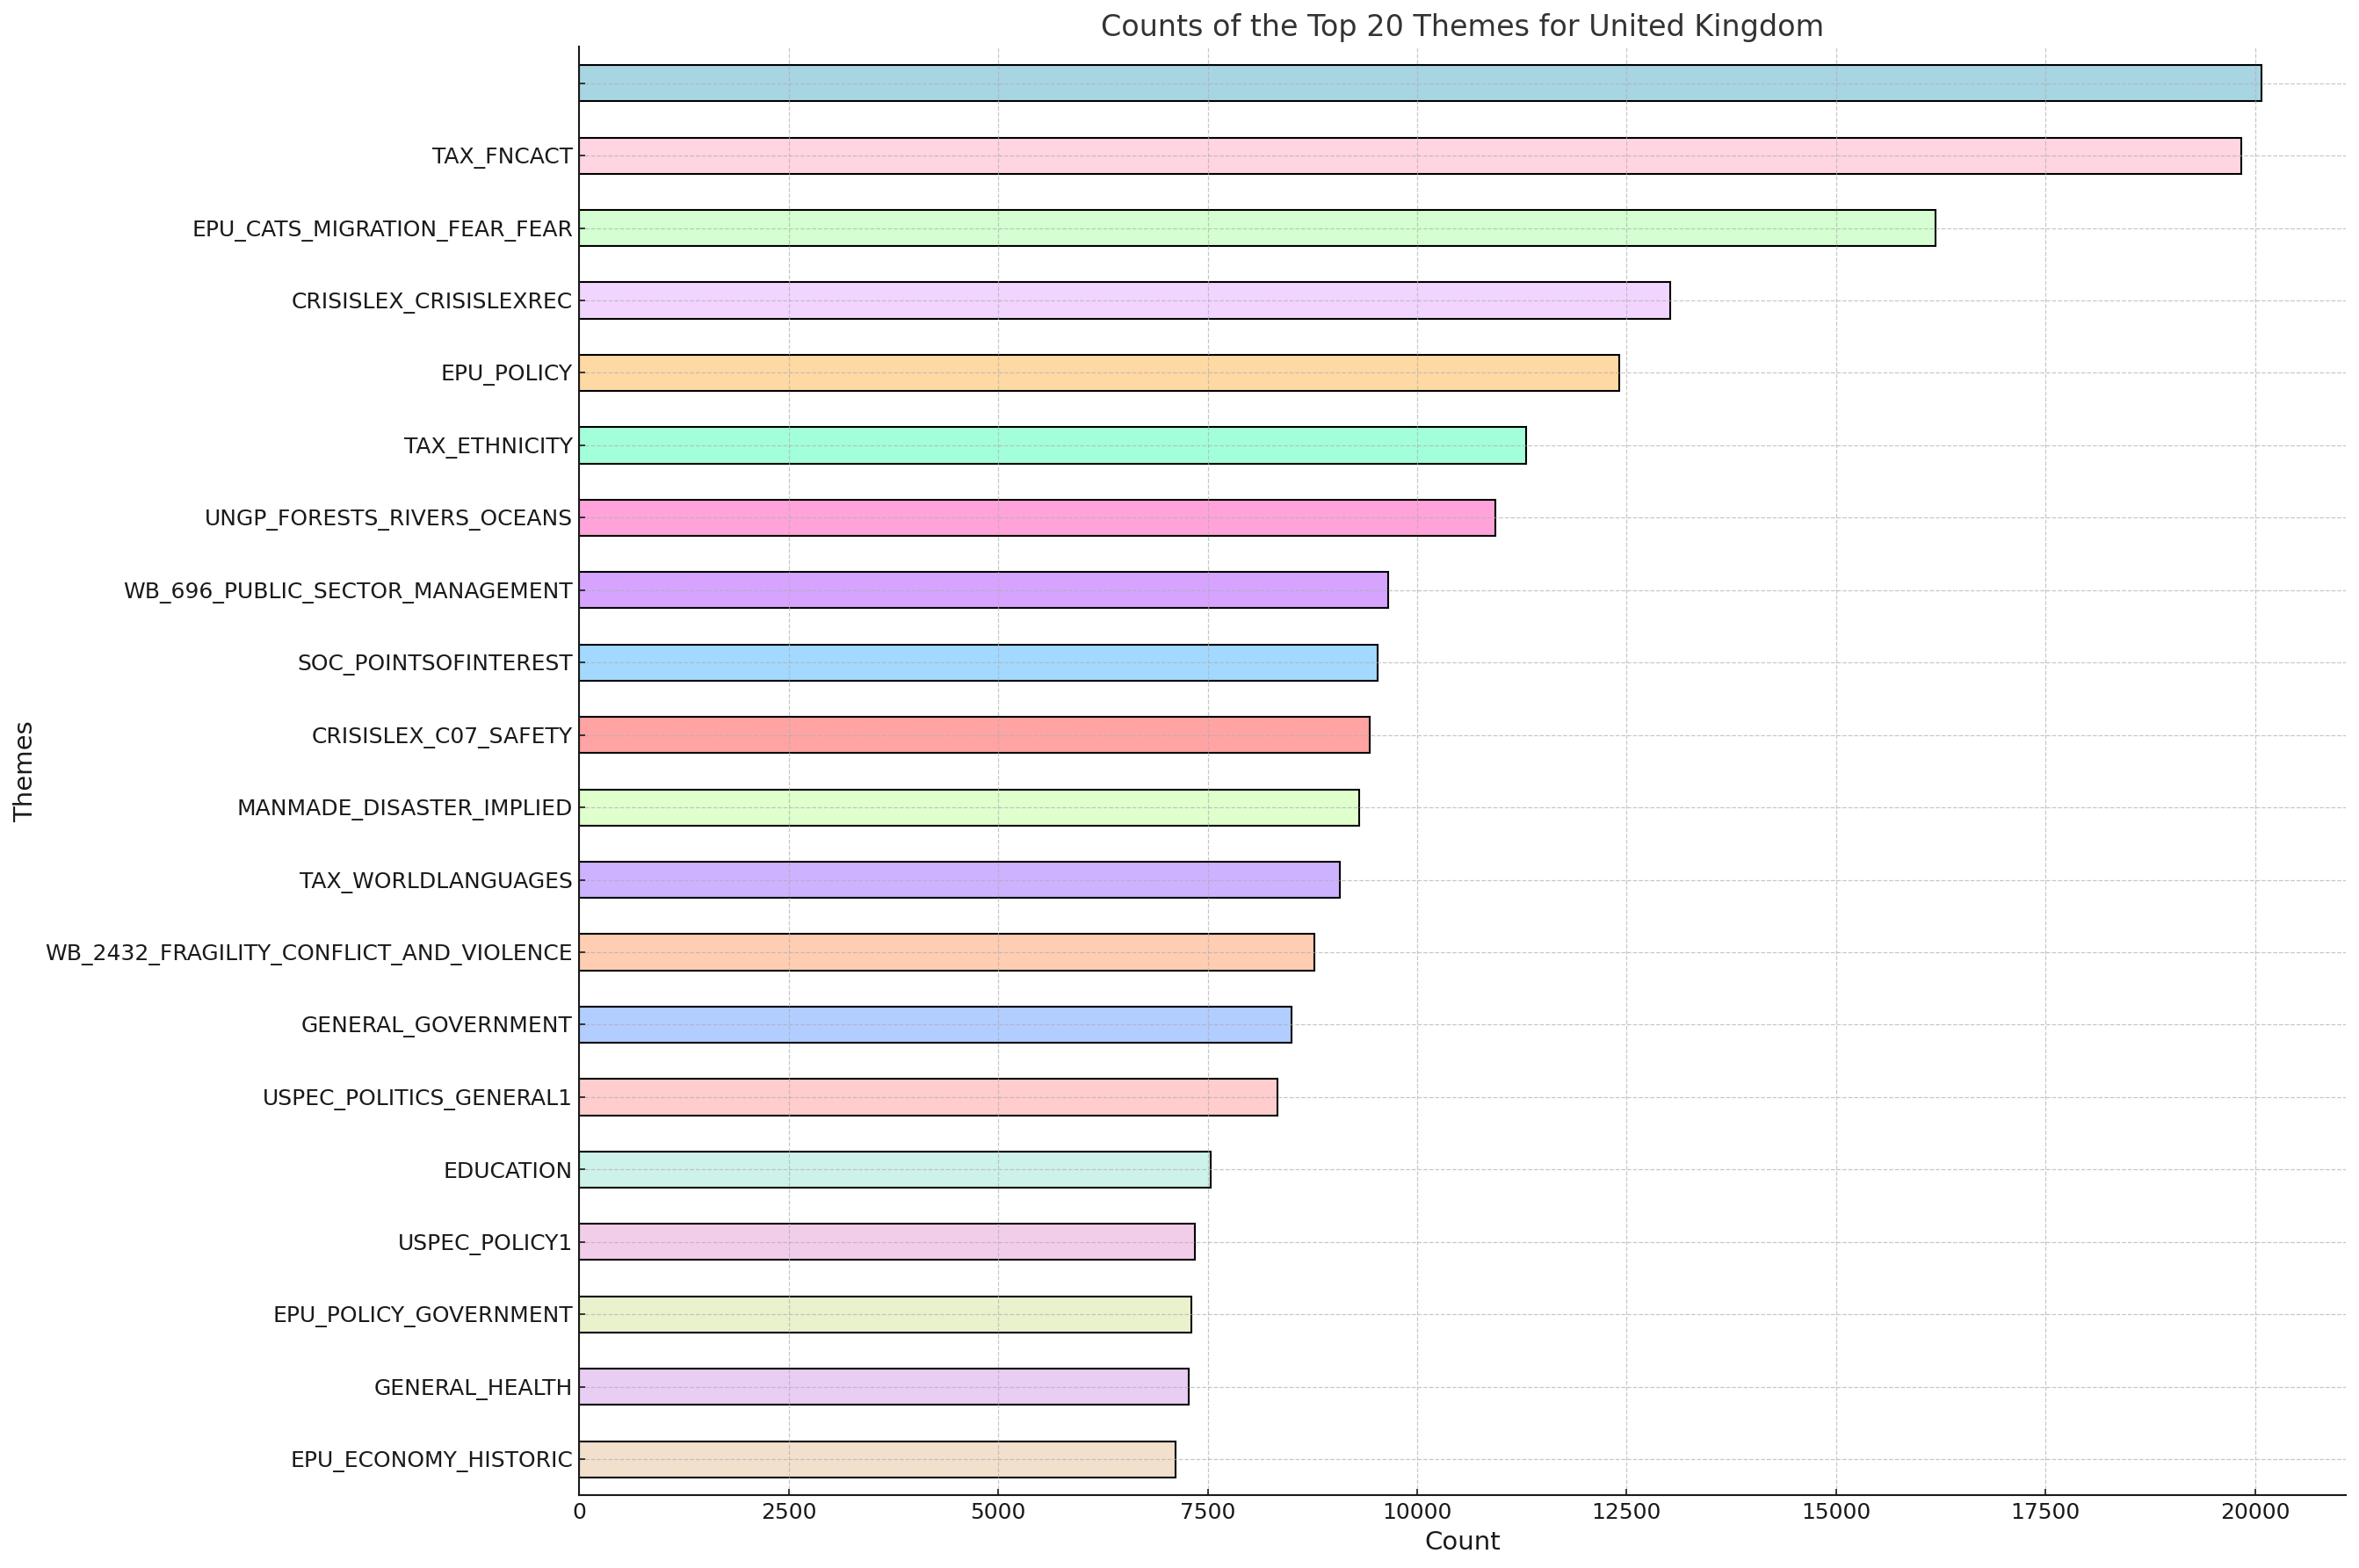 Counts of the Top 20 Themes for United Kingdom
TAX_FNCACT
EPU_CATS_MIGRATION_FEAR_FEAR
CRISISLEX_CRISISLEXREC
EPU_POLICY
TAX_ETHNICITY
UNGP_FORESTS_RIVERS_OCEANS
WB_696_PUBLIC_SECTOR_MANAGEMENT
SOC_POINTSOFINTEREST
CRISISLEX_C07_SAFETY
MANMADE_DISASTER_IMPLIED
TAX_WORLDLANGUAGES
WB_2432_FRAGILITY_CONFLICT_AND_VIOLENCE
GENERAL_GOVERNMENT
USPEC_POLITICS_GENERAL1
EDUCATION
USPEC_POLICY1
EPU_POLICY_GOVERNMENT
GENERAL_HEALTH
EPU_ECONOMY_HISTORIC
Themes
0 2500 5000 7500 10000 12500 15000 17500 20000
Count